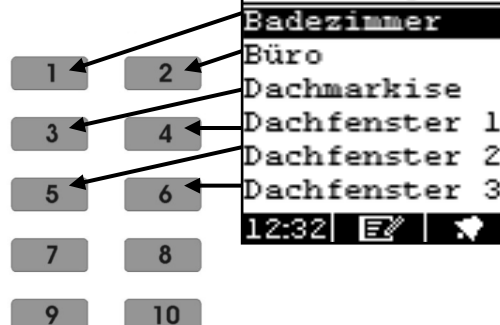 Badezimmer
Büro
Dachmarkise
Dachfenster 1
Dachfenster 2
Dachfenster 3
12:32
1 2
3 4
5 6
7 8
9 10